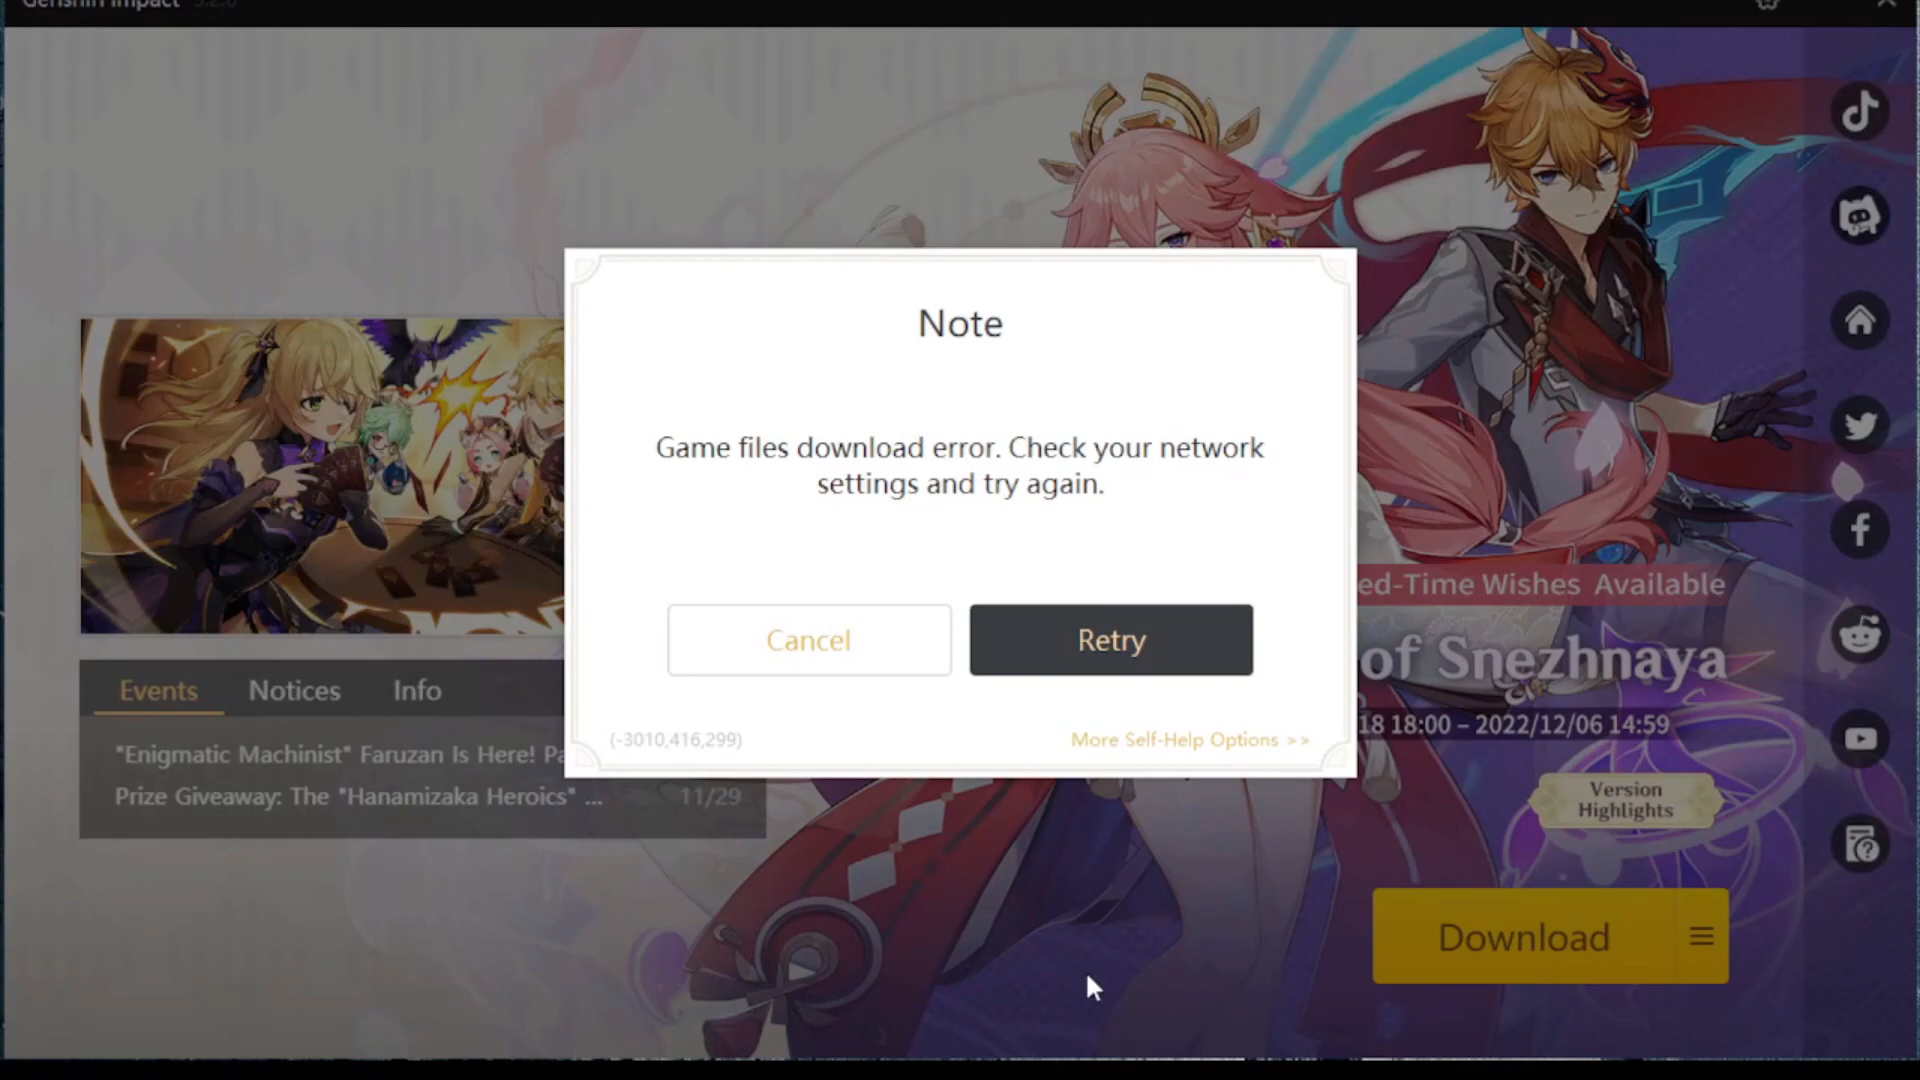 Genshin Impact
Note
Game files download error. Check your network
settings and try again.
Cancel
Retry
(-3010,416,299)
More Self-Help Options >>
Events
Notices
Info
"Enigmatic Machinist" Faruzan Is Here!
Prize Giveaway: The "Hanamizaka Heroics" ...
11/29
ed-Time Wishes Available
of Snezhnaya
18 18:00 – 2022/12/06 14:59
Version
Highlights
Download